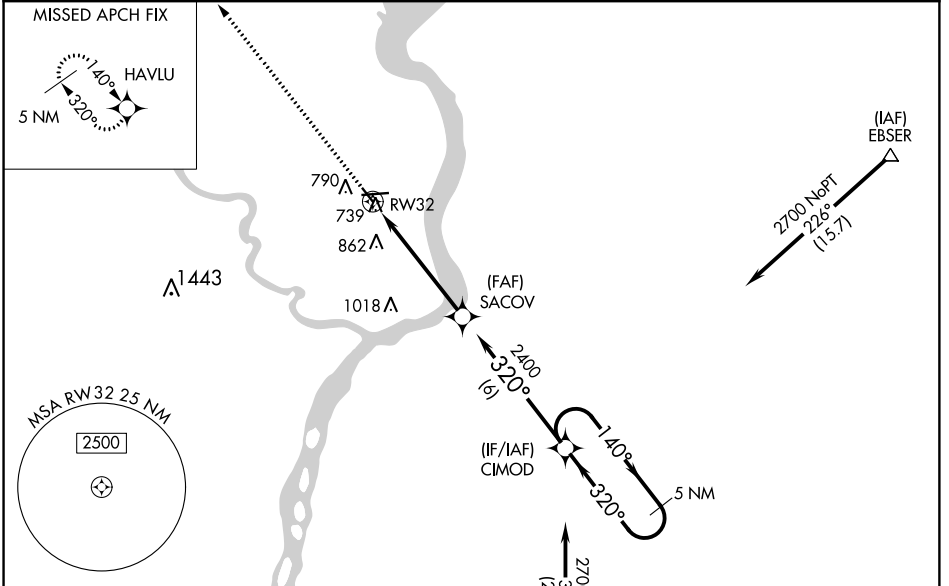 MISSED APCH FIX
HAVLU
140°
320°
5 NM
(IAF)
EBSER
2700 NoPT
226°
(15.7)
790
739
RW32
862
1443
1018
(FAF)
SACOV
2400
320°
(6)
MSA RW32 25 NM
2500
(IF/IAF)
CIMOD
140°
320°
5 NM
270